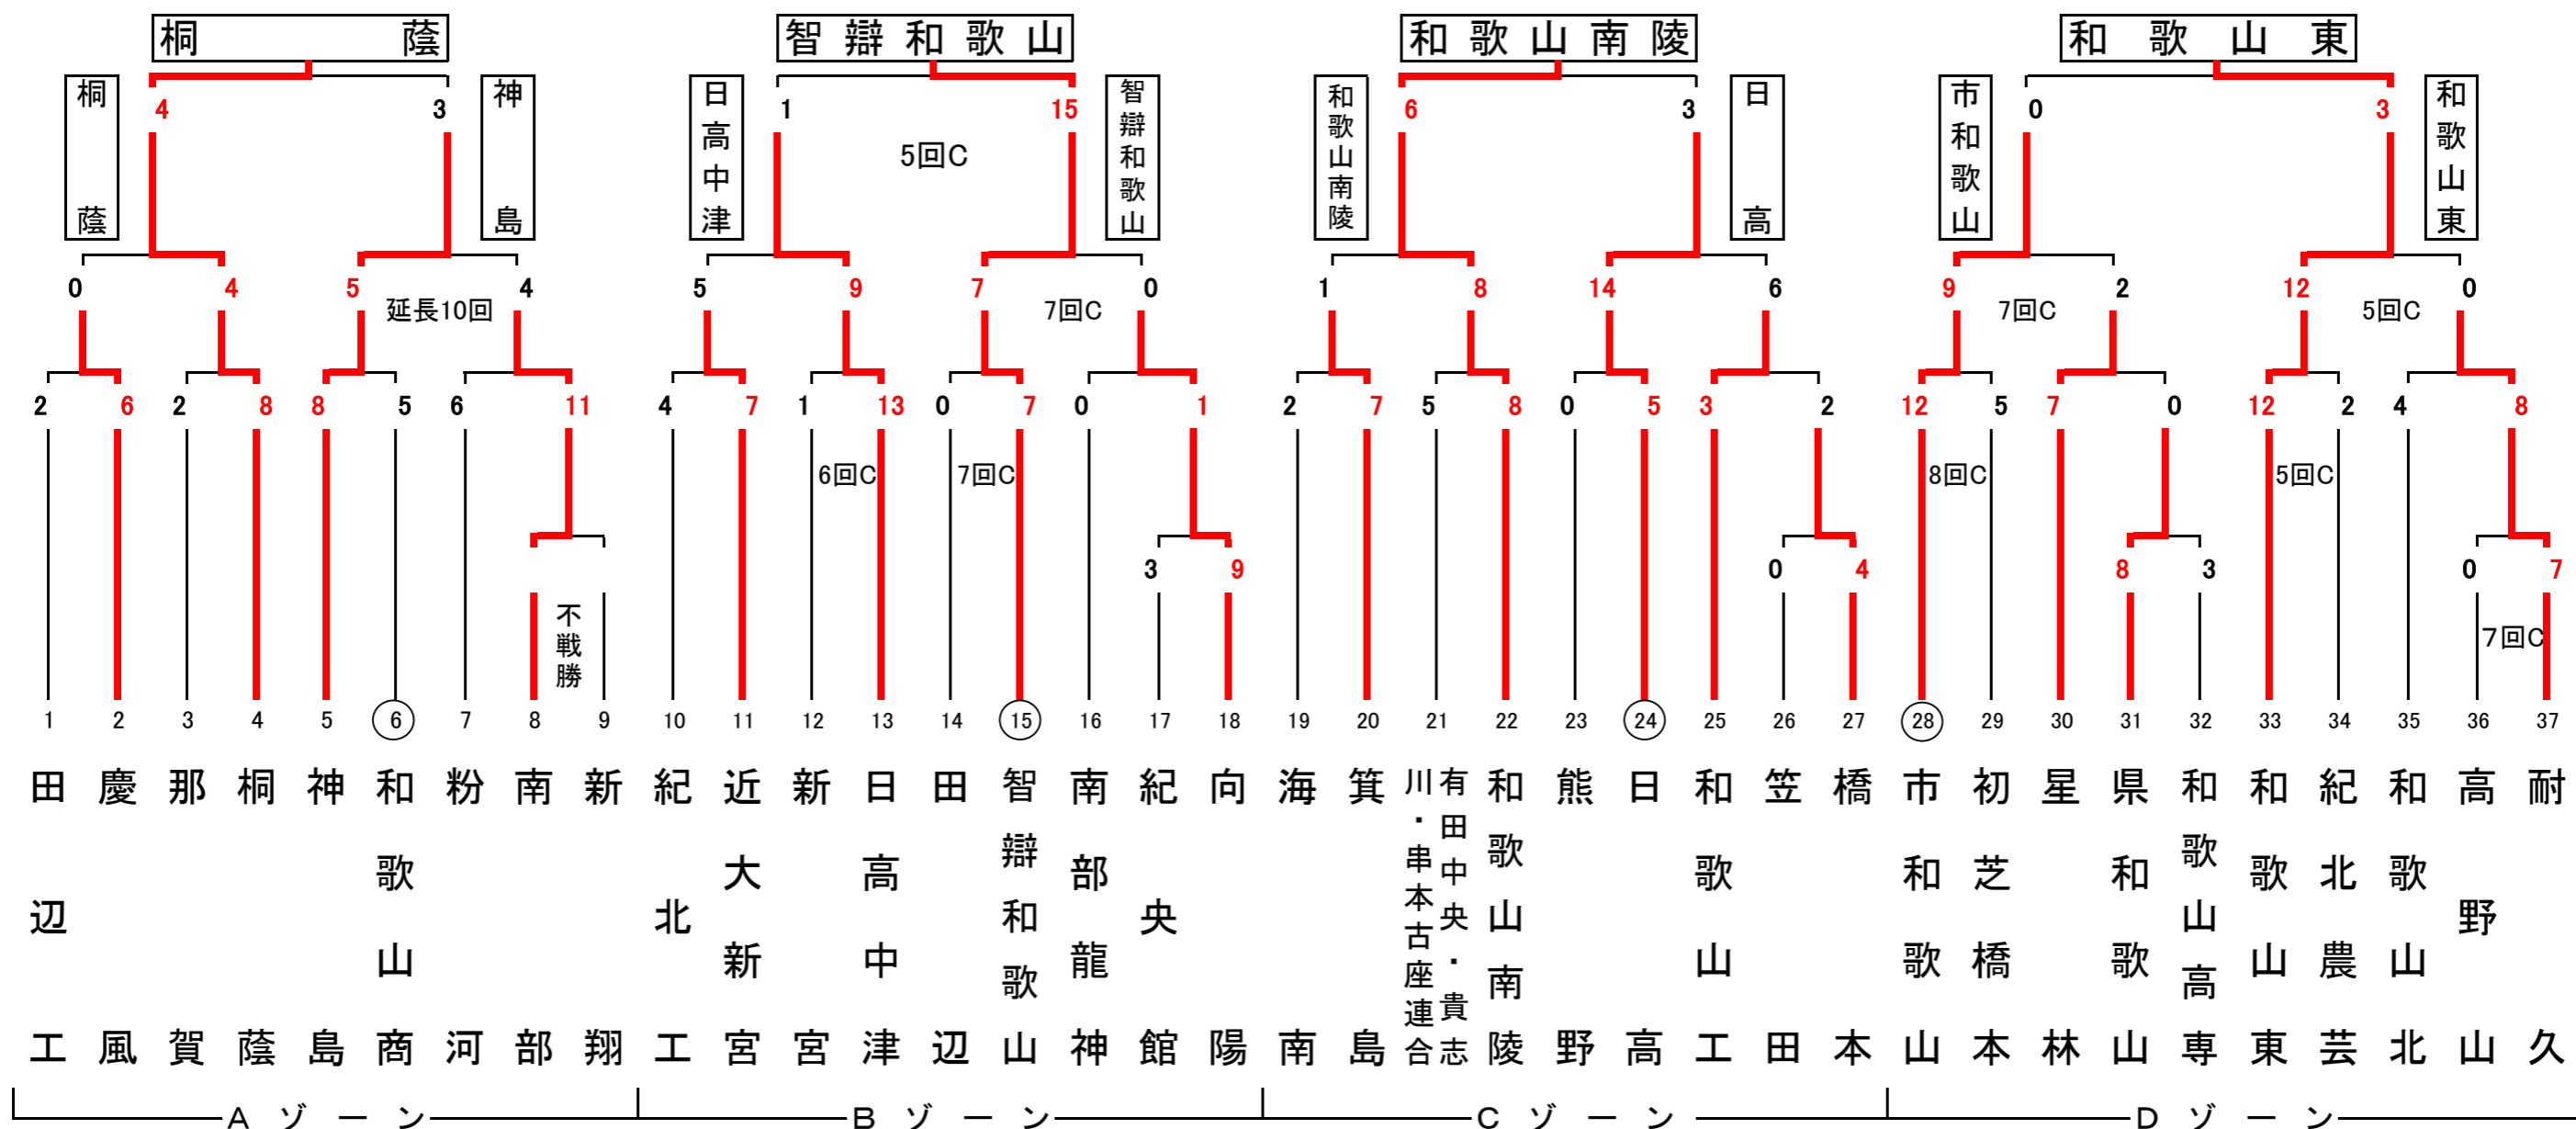 桐蔭
智辯和歌山
和歌山南陵
和歌山東
桐蔭
神島
日高中津
智辯和歌山
和歌山南陵
日高
市和歌山
和歌山東
4 3 1 15 6 3 0 3
5回C
0 4 5 4 5 9 7 0 1 8 14 6 9 2 12 0
延長10回 7回C 7回C 5回C
2 6 2 8 8 5 6 11 4 7 1 13 0 7 0 1 2 7 5 8 0 5 3 2 12 5 7 0 12 2 4 8
6回C 7回C 8回C 5回C
3 9 0 4 8 3 0 7
不戦勝
7回C
1 2 3 4 5 6 7 8 9 10 11 12 13 14 15 16 17 18 19 20 21 22 23 24 25 26 27 28 29 30 31 32 33 34 35 36 37
田辺工
慶風
那賀
桐蔭
神島
和歌山商
粉河
南部
新翔
紀北工
近大新宮
新宮
日高中津
田辺
智辯和歌山
南部龍神
紀央館
向陽
海南
箕島
有田中央・貴志
川・串本古座連合
和歌山南陵
熊野
日高
和歌山工
笠田
橋本
市和歌山
初芝橋本
星林
県和歌山
和歌山高専
和歌山東
紀北農芸
和歌山北
高野山
耐久
Aゾーン Bゾーン Cゾーン Dゾーン